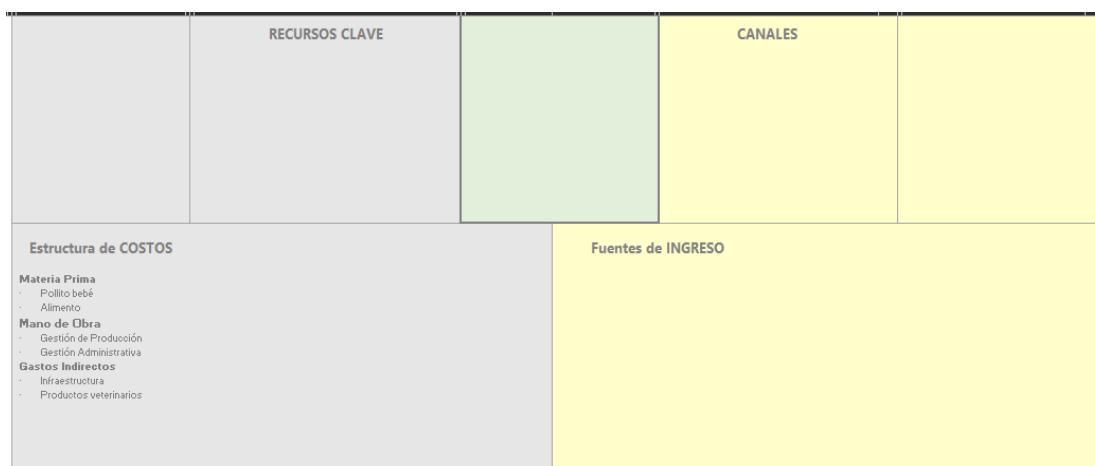 RECURSOS CLAVE
CANALES
Estructura de COSTOS
Materia Prima
· Pollito bebé
· Alimento
Mano de Obra
· Gestión de Producción
· Gestión Administrativa
Gastos Indirectos
· Infraestructura
· Productos veterinarios
Fuentes de INGRESO